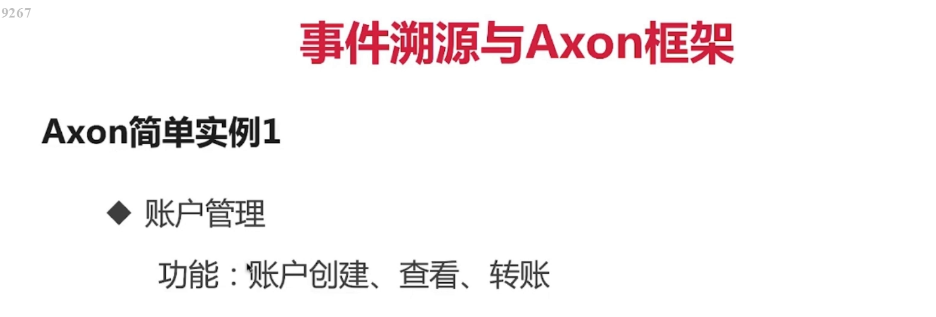 9267
事件溯源与Axon框架
Axon简单实例1
◆ 账户管理
功能：账户创建、查看、转账